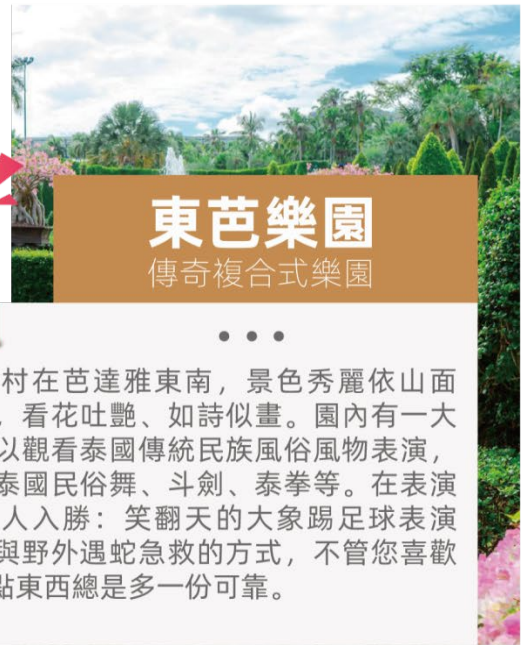 東芭樂園
傳奇複合式樂園
村在芭達雅東南，景色秀麗依山面
，看花吐艷、如詩似畫。園內有一大
以觀看泰國傳統民族風俗風物表演，
泰國民俗舞、斗劍、泰拳等。在表演
人入勝：笑翻天的大象踢足球表演
與野外遇蛇急救的方式，不管您喜歡
點東西總是多一份可靠。